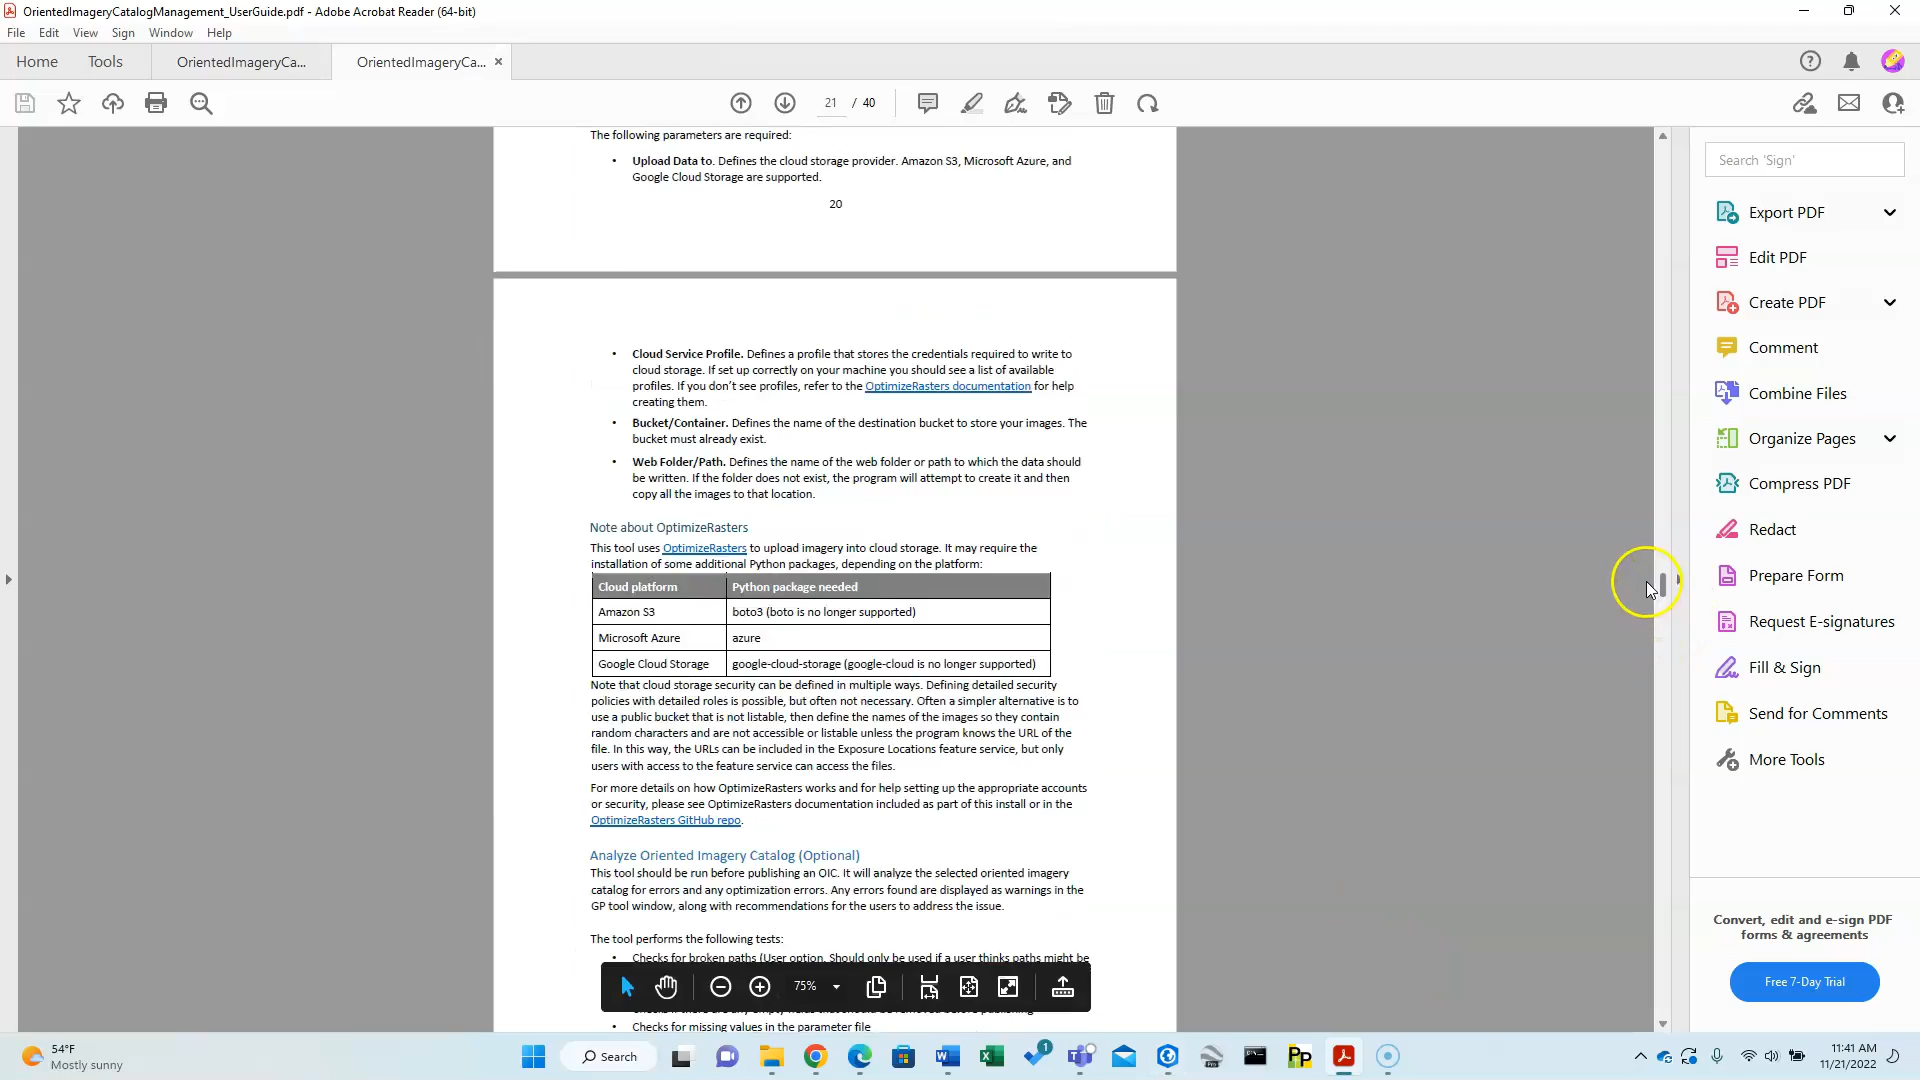 OrientedImageryCatalogManagement_UserGuide.pdf - Adobe Acrobat Reader (64-bit)
File Edit View Sign Window Help
Home Tools OrientedImageryCa... OrientedImageryCa... ×
21 / 40
The following parameters are required:
• Upload Data to. Defines the cloud storage provider. Amazon S3, Microsoft Azure, and
Google Cloud Storage are supported.
20
• Cloud Service Profile. Defines a profile that stores the credentials required to write to
cloud storage. If set up correctly on your machine you should see a list of available
profiles. If you don't see profiles, refer to the OptimizeRasters documentation for help
creating them.
• Bucket/Container. Defines the name of the destination bucket to store your images. The
bucket must already exist.
• Web Folder/Path. Defines the name of the web folder or path to which the data should
be written. If the folder does not exist, the program will attempt to create it and then
copy all the images to that location.
Note about OptimizeRasters
This tool uses OptimizeRasters to upload imagery into cloud storage. It may require the
installation of some additional Python packages, depending on the platform:
Cloud platform Python package needed
Amazon S3 boto3 (boto is no longer supported)
Microsoft Azure azure
Google Cloud Storage google-cloud-storage (google-cloud is no longer supported)
Note that cloud storage security can be defined in multiple ways. Defining detailed security
policies with detailed roles is possible, but often not necessary. Often a simpler alternative is to
use a public bucket that is not listable, then define the names of the images so they contain
random characters and are not accessible or listable unless the program knows the URL of the
file. In this way, the URLs can be included in the Exposure Locations feature service, but only
users with access to the feature service can access the files.
For more details on how OptimizeRasters works and for help setting up the appropriate accounts
or security, please see OptimizeRasters documentation included as part of this install or in the
OptimizeRasters GitHub repo.
Analyze Oriented Imagery Catalog (Optional)
This tool should be run before publishing an OIC. It will analyze the selected oriented imagery
catalog for errors and any optimization errors. Any errors found are displayed as warnings in the
GP tool window, along with recommendations for the users to address the issue.
The tool performs the following tests:
• Checks for broken paths (User option. Should only be used if a user thinks paths might be
• Checks for missing values in the parameter file
75%
Search 'Sign'
Export PDF
Edit PDF
Create PDF
Comment
Combine Files
Organize Pages
Compress PDF
Redact
Prepare Form
Request E-signatures
Fill & Sign
Send for Comments
More Tools
Convert, edit and e-sign PDF
forms & agreements
Free 7-Day Trial
54°F
Mostly sunny
Search
1
11:41 AM
11/21/2022